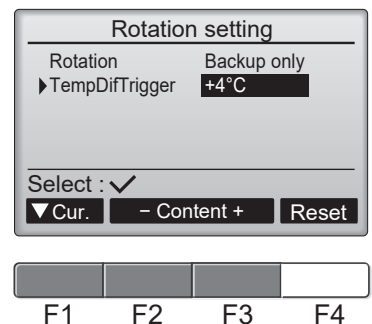 Rotation setting
Rotation Backup only
▶TempDifTrigger +4°C
Select : ✓
▼Cur. − Content + Reset
F1 F2 F3 F4